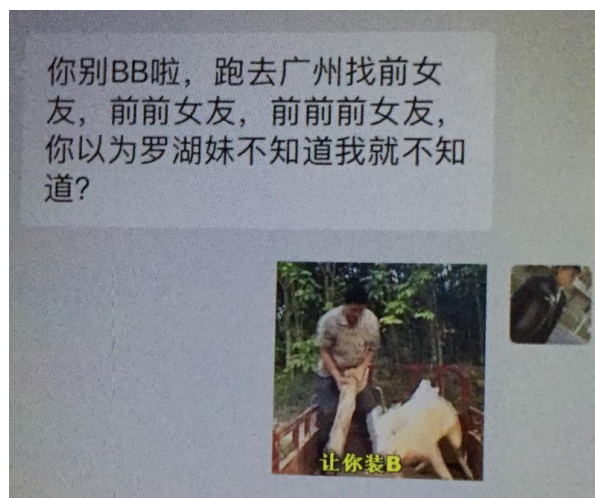 你别BB啦，跑去广州找前女
友，前前女友，前前前女友，
你以为罗湖妹不知道我就不知
道？
让你装B